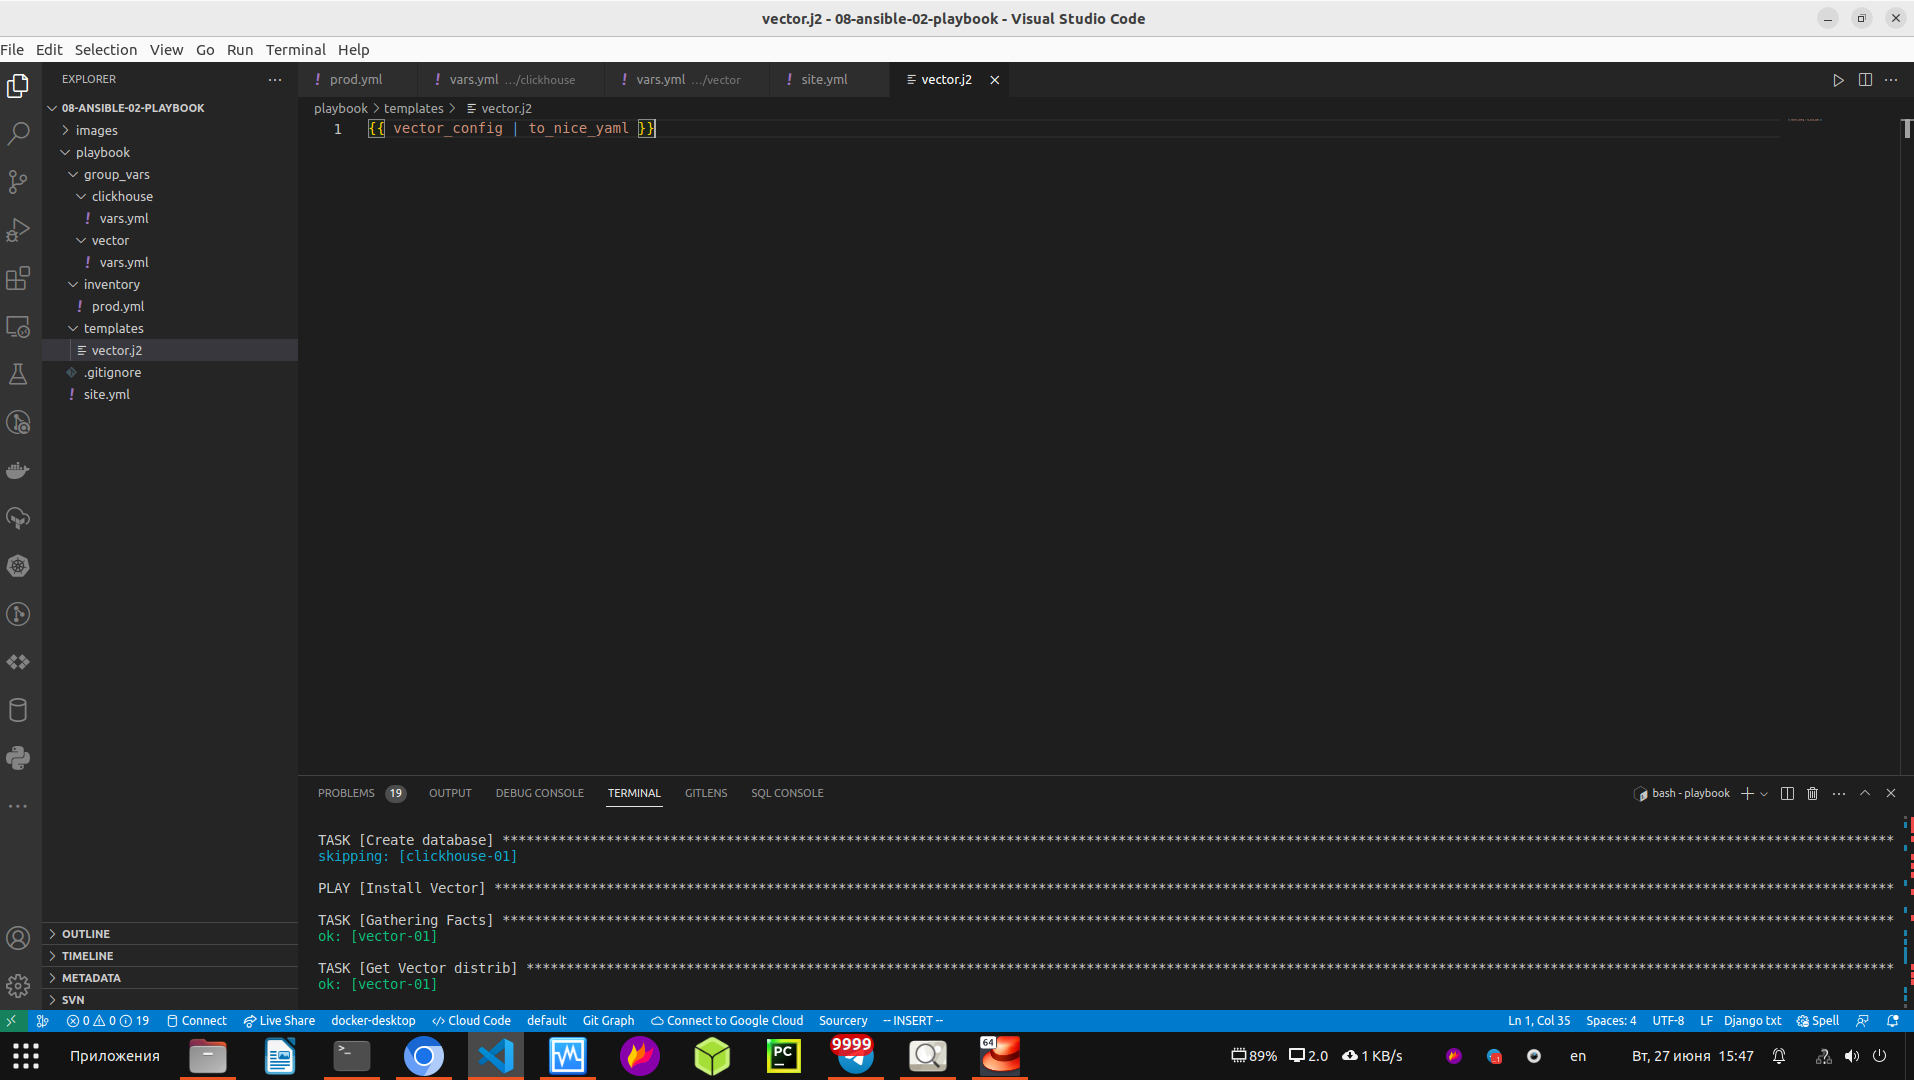 vector.j2 - 08-ansible-02-playbook - Visual Studio Code
File Edit Selection View Go Run Terminal Help
EXPLORER
08-ANSIBLE-02-PLAYBOOK
images
playbook
group_vars
clickhouse
! vars.yml
vector
! vars.yml
inventory
! prod.yml
templates
vector.j2
.gitignore
! site.yml
OUTLINE
TIMELINE
METADATA
SVN
! prod.yml ! vars.yml .../clickhouse ! vars.yml .../vector ! site.yml vector.j2
playbook > templates > vector.j2
1 {{ vector_config | to_nice_yaml }}
PROBLEMS 19 OUTPUT DEBUG CONSOLE TERMINAL GITLENS SQL CONSOLE
bash - playbook
TASK [Create database] ******************************************************************************************************************************************************************************
skipping: [clickhouse-01]
PLAY [Install Vector] *******************************************************************************************************************************************************************************
TASK [Gathering Facts] ******************************************************************************************************************************************************************************
ok: [vector-01]
TASK [Get Vector distrib] ***************************************************************************************************************************************************************************
ok: [vector-01]
0 0 19 Connect Live Share docker-desktop Cloud Code default Git Graph Connect to Google Cloud Sourcery -- INSERT -- Ln 1, Col 35 Spaces: 4 UTF-8 LF Django txt Spell
Приложения PC 9999 64 89% 2.0 1 KB/s en Вт, 27 июня 15:47